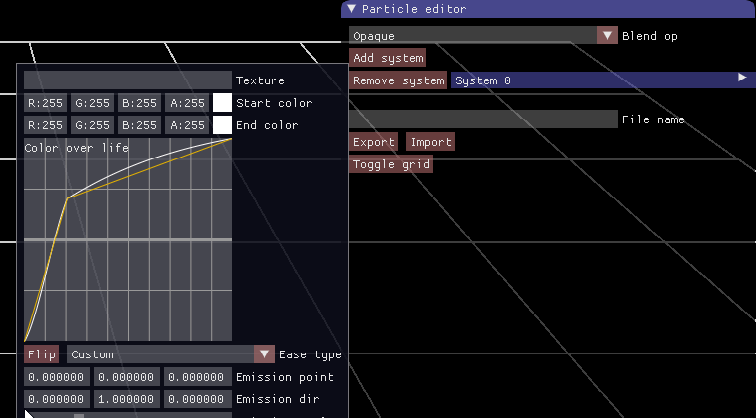 Particle editor
Opaque Blend op
Add system
Remove system System 0
File name
Export Import
Toggle grid
Texture
R:255 G:255 B:255 A:255 Start color
R:255 G:255 B:255 A:255 End color
Color over life
Flip Custom Ease type
0.000000 0.000000 0.000000 Emission point
0.000000 1.000000 0.000000 Emission dir